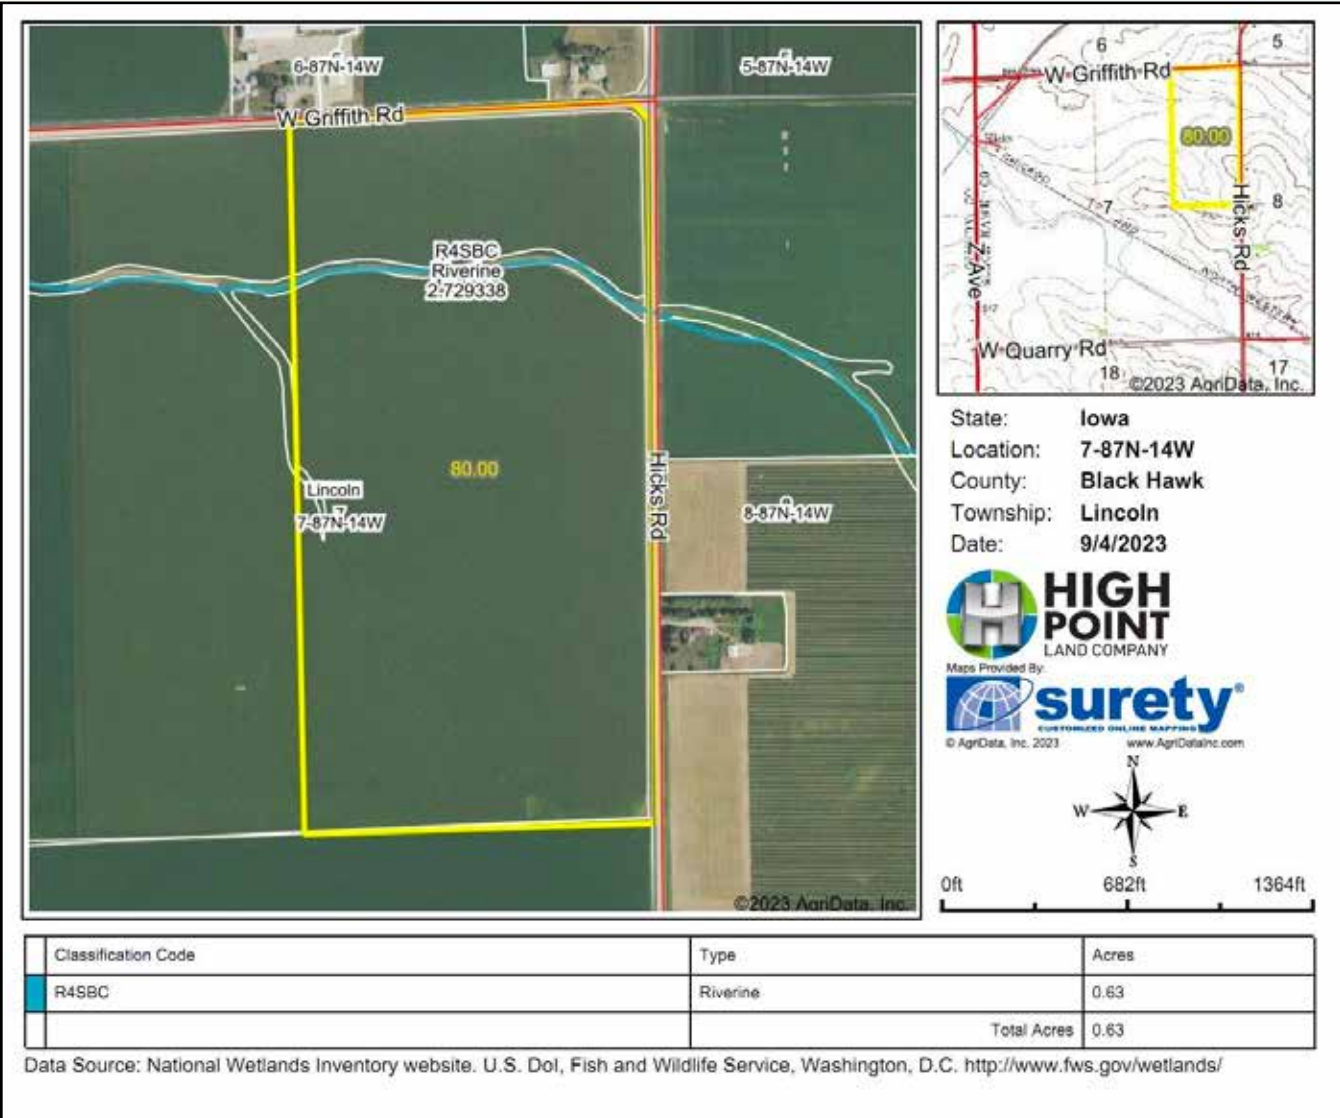 6-87N-14W
5-87N-14W
W Griffith Rd
R4SBC
Riverine
2.729338
80.00
Lincoln
7-87N-14W
Hicks Rd
8-87N-14W
©2023 AgriData, Inc.
6
5
W Griffith Rd
80.00
7
8
Hicks Rd
Z Ave
W Quarry Rd
18
17
©2023 AgriData, Inc.
State: Iowa
Location: 7-87N-14W
County: Black Hawk
Township: Lincoln
Date: 9/4/2023
HIGH
POINT
LAND COMPANY
Maps Provided By:
surety®
CUSTOMIZED ONLINE MAPPING
© AgriData, Inc. 2023 www.AgriDataInc.com
N
W E
S
0ft 682ft 1364ft
Classification Code Type Acres
R4SBC Riverine 0.63
Total Acres 0.63
Data Source: National Wetlands Inventory website. U.S. DoI, Fish and Wildlife Service, Washington, D.C. http://www.fws.gov/wetlands/